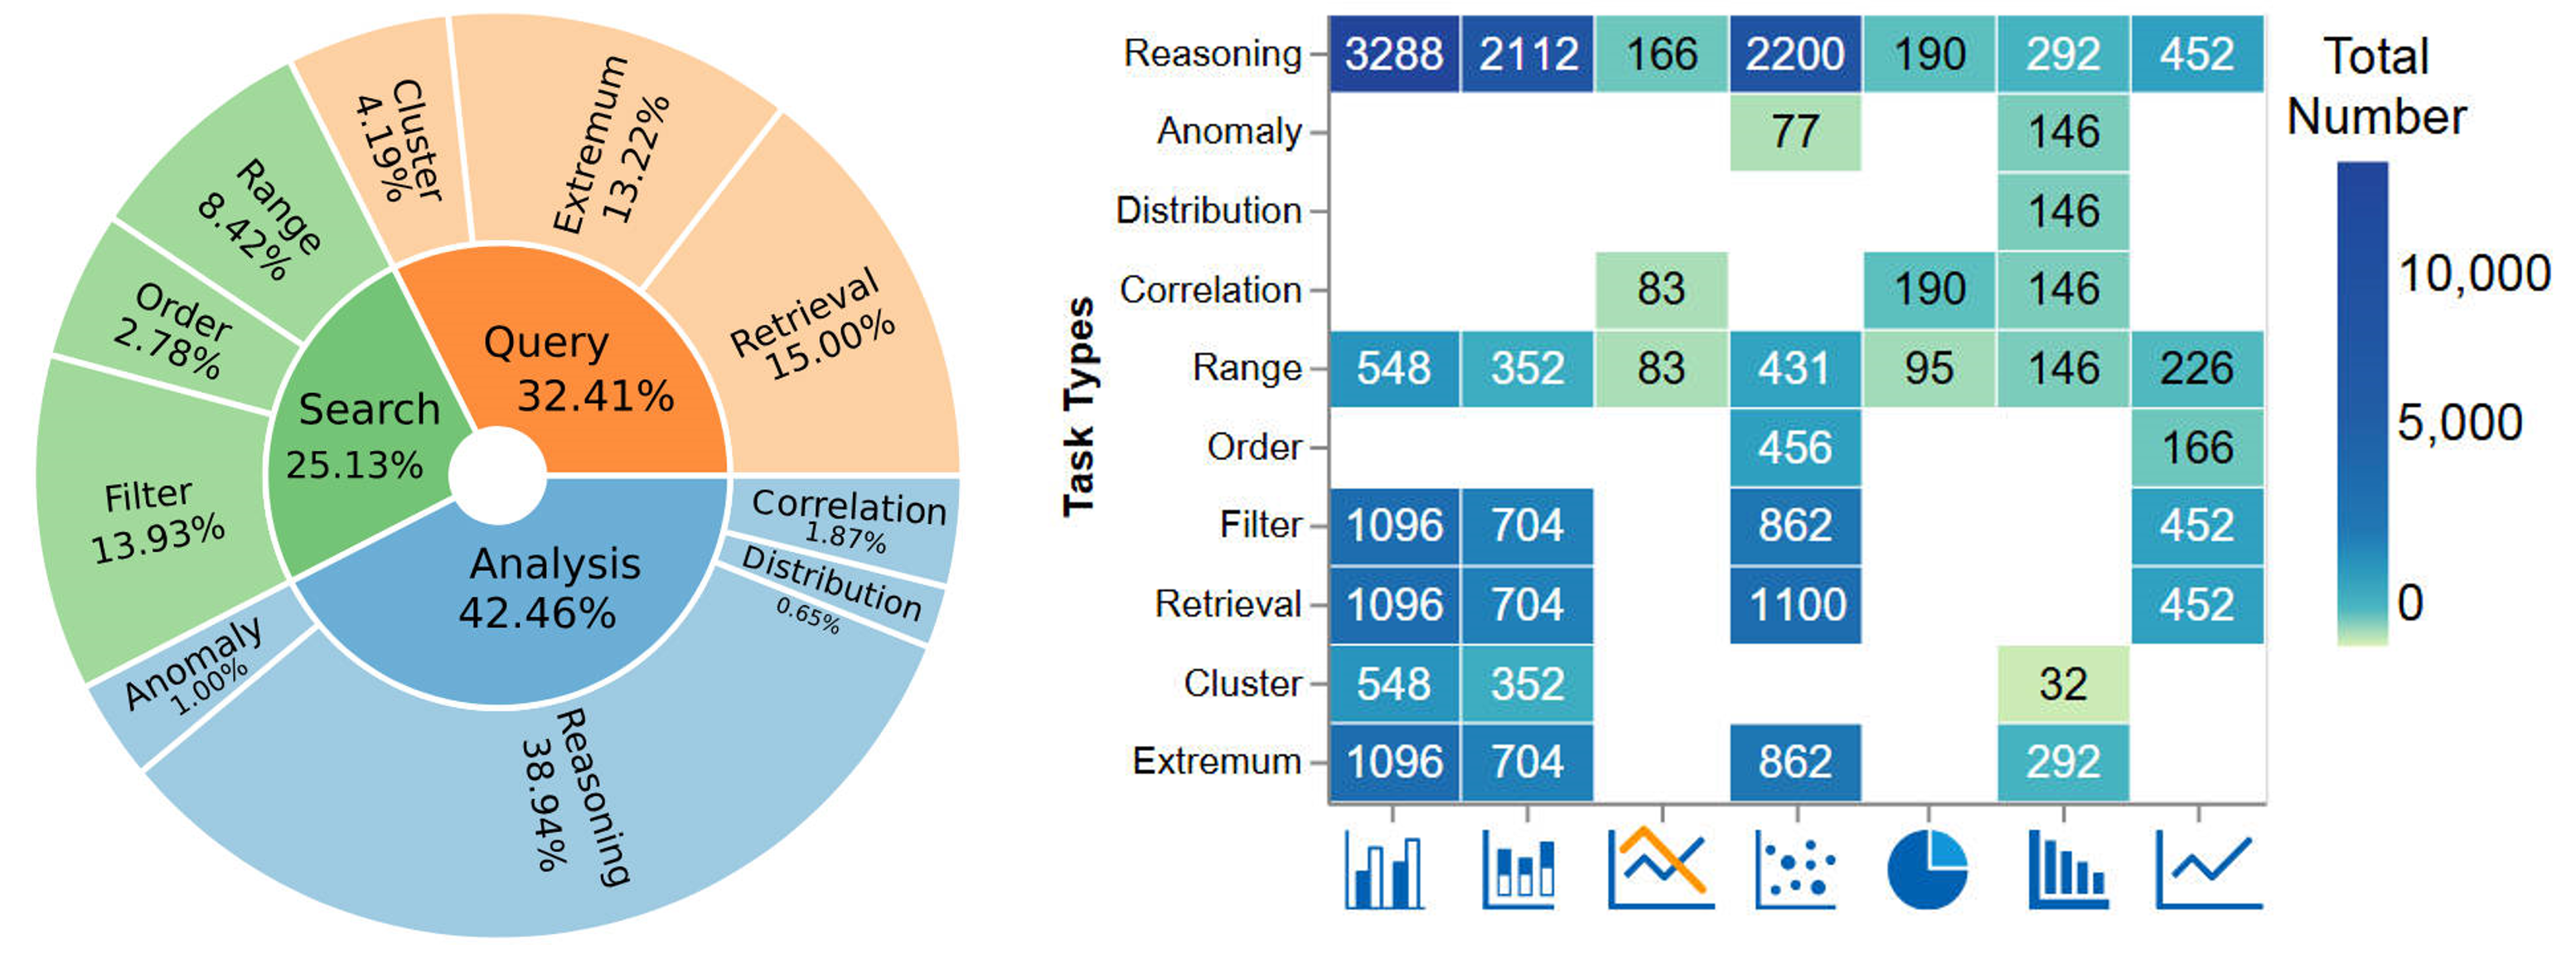 Cluster
4.19%
Extremum
13.22%
Retrieval
15.00%
Range
8.42%
Order
2.78%
Filter
13.93%
Query
32.41%
Search
25.13%
Analysis
42.46%
Correlation
1.87%
Distribution
0.65%
Anomaly
1.00%
Reasoning
38.94%
Task Types
Reasoning 3288 2112 166 2200 190 292 452
Anomaly 77 146
Distribution 146
Correlation 83 190 146
Range 548 352 83 431 95 146 226
Order 456 166
Filter 1096 704 862 452
Retrieval 1096 704 1100 452
Cluster 548 352 32
Extremum 1096 704 862 292
Total
Number
10,000
5,000
0